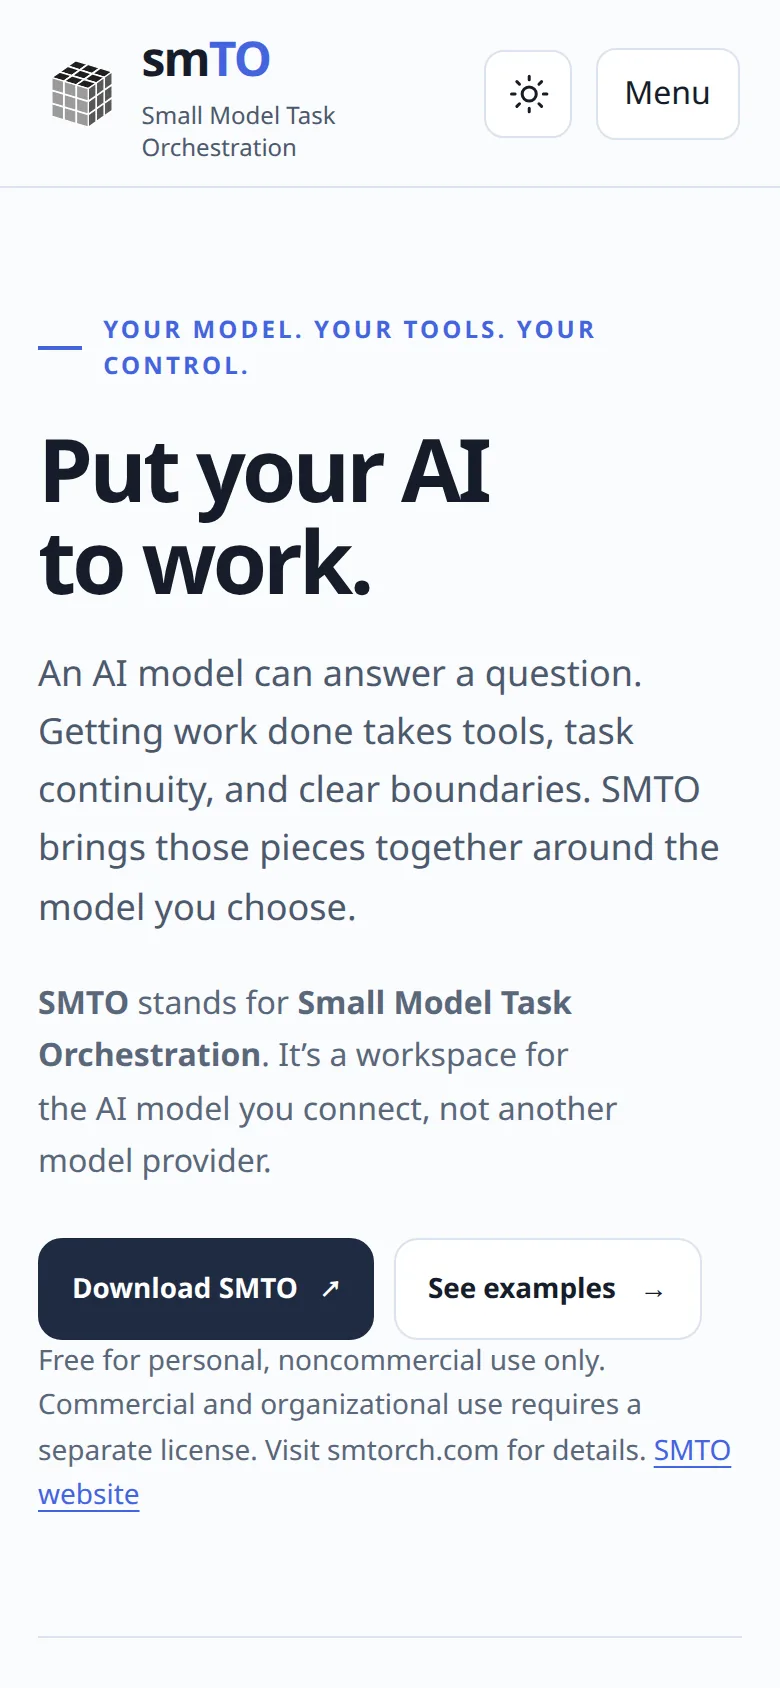 smTO
Small Model Task
Orchestration
Menu
YOUR MODEL. YOUR TOOLS. YOUR
CONTROL.
Put your AI
to work.
An AI model can answer a question.
Getting work done takes tools, task
continuity, and clear boundaries. SMTO
brings those pieces together around the
model you choose.
SMTO stands for Small Model Task
Orchestration. It’s a workspace for
the AI model you connect, not another
model provider.
Download SMTO ↗
See examples →
Free for personal, noncommercial use only.
Commercial and organizational use requires a
separate license. Visit smtorch.com for details. SMTO
website